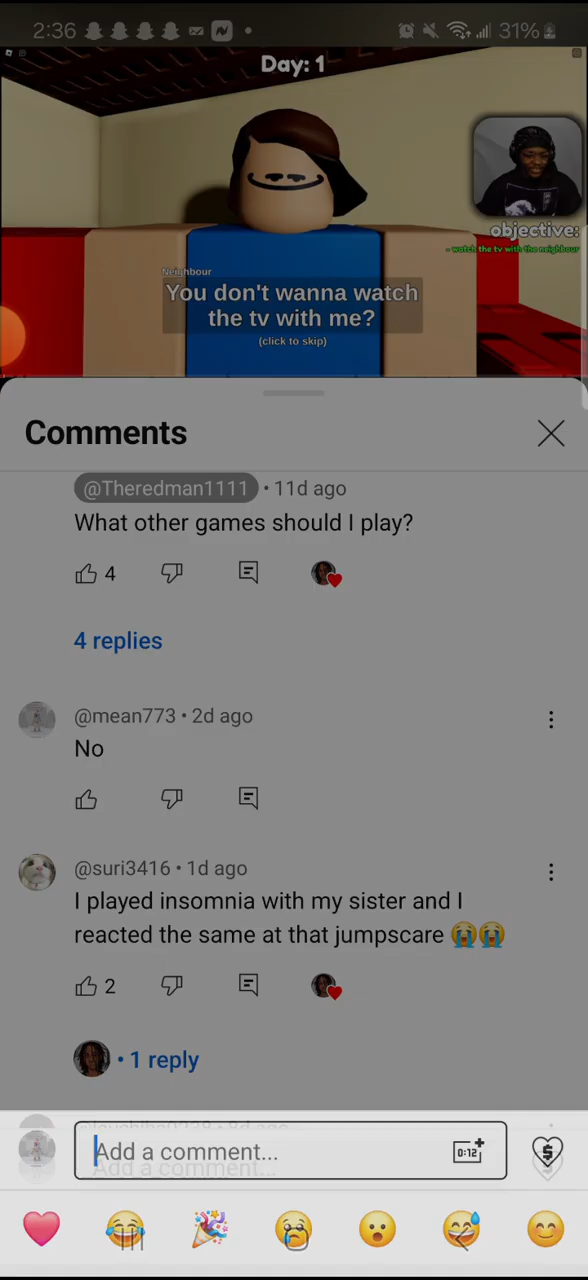 2:36
31%
Day: 1
objective:
- watch the tv with the neighbour
Neighbour
You don't wanna watch
the tv with me?
(click to skip)
Comments
@Theredman1111 • 11d ago
What other games should I play?
4
4 replies
@mean773 • 2d ago
No
@suri3416 • 1d ago
I played insomnia with my sister and I
reacted the same at that jumpscare 😭😭
2
• 1 reply
Add a comment...
0:12
Add a comment...